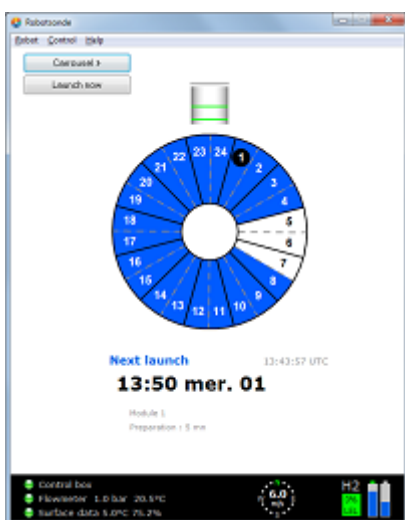 Robotsonde
Robot Control Help
Carrousel >
Launch now
22 23 24 1 2
21 3
20 4
19 5
18 6
17 7
16 8
15 9
14 10
13 12 11
Next launch 13:43:57 UTC
13:50 mer. 01
Module 1
Preparation : 5 mn
Control box
Flowmeter 1.0 bar 20.5°C
Surface data 5.0°C 75.2%
6.0
m/s
H2
LEL